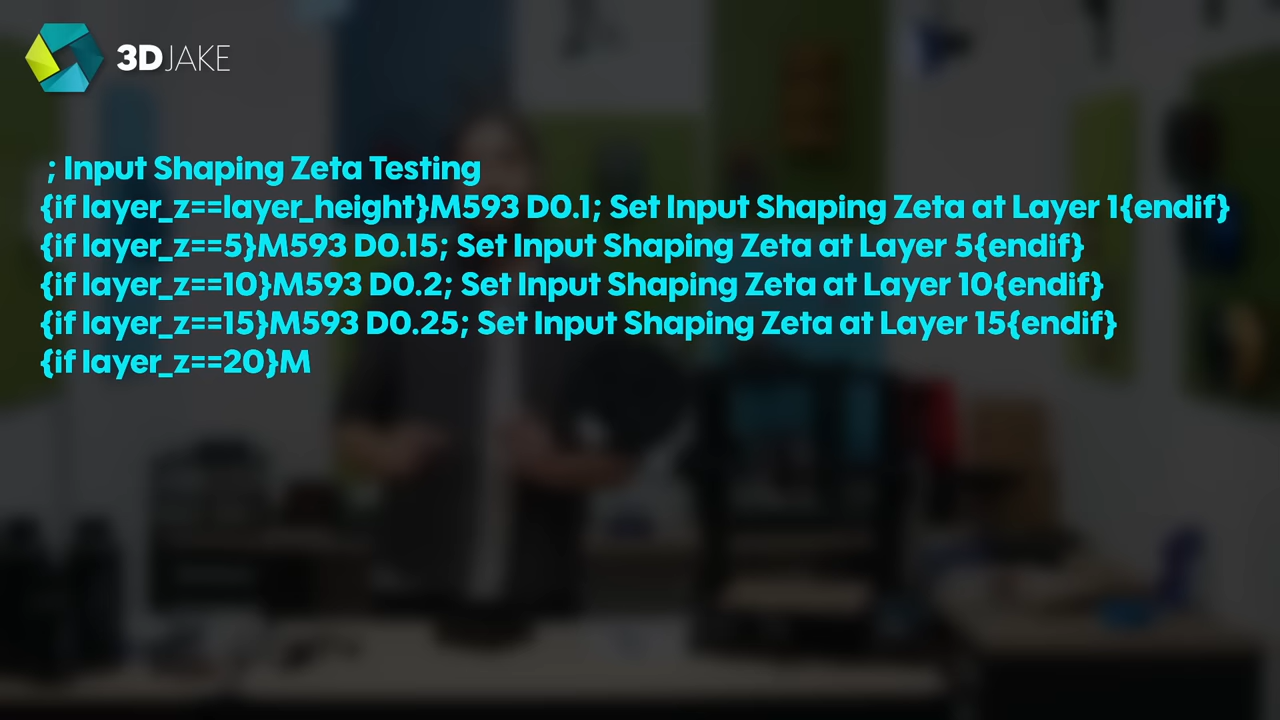 3DJAKE
; Input Shaping Zeta Testing
{if layer_z==layer_height}M593 D0.1; Set Input Shaping Zeta at Layer 1{endif}
{if layer_z==5}M593 D0.15; Set Input Shaping Zeta at Layer 5{endif}
{if layer_z==10}M593 D0.2; Set Input Shaping Zeta at Layer 10{endif}
{if layer_z==15}M593 D0.25; Set Input Shaping Zeta at Layer 15{endif}
{if layer_z==20}M